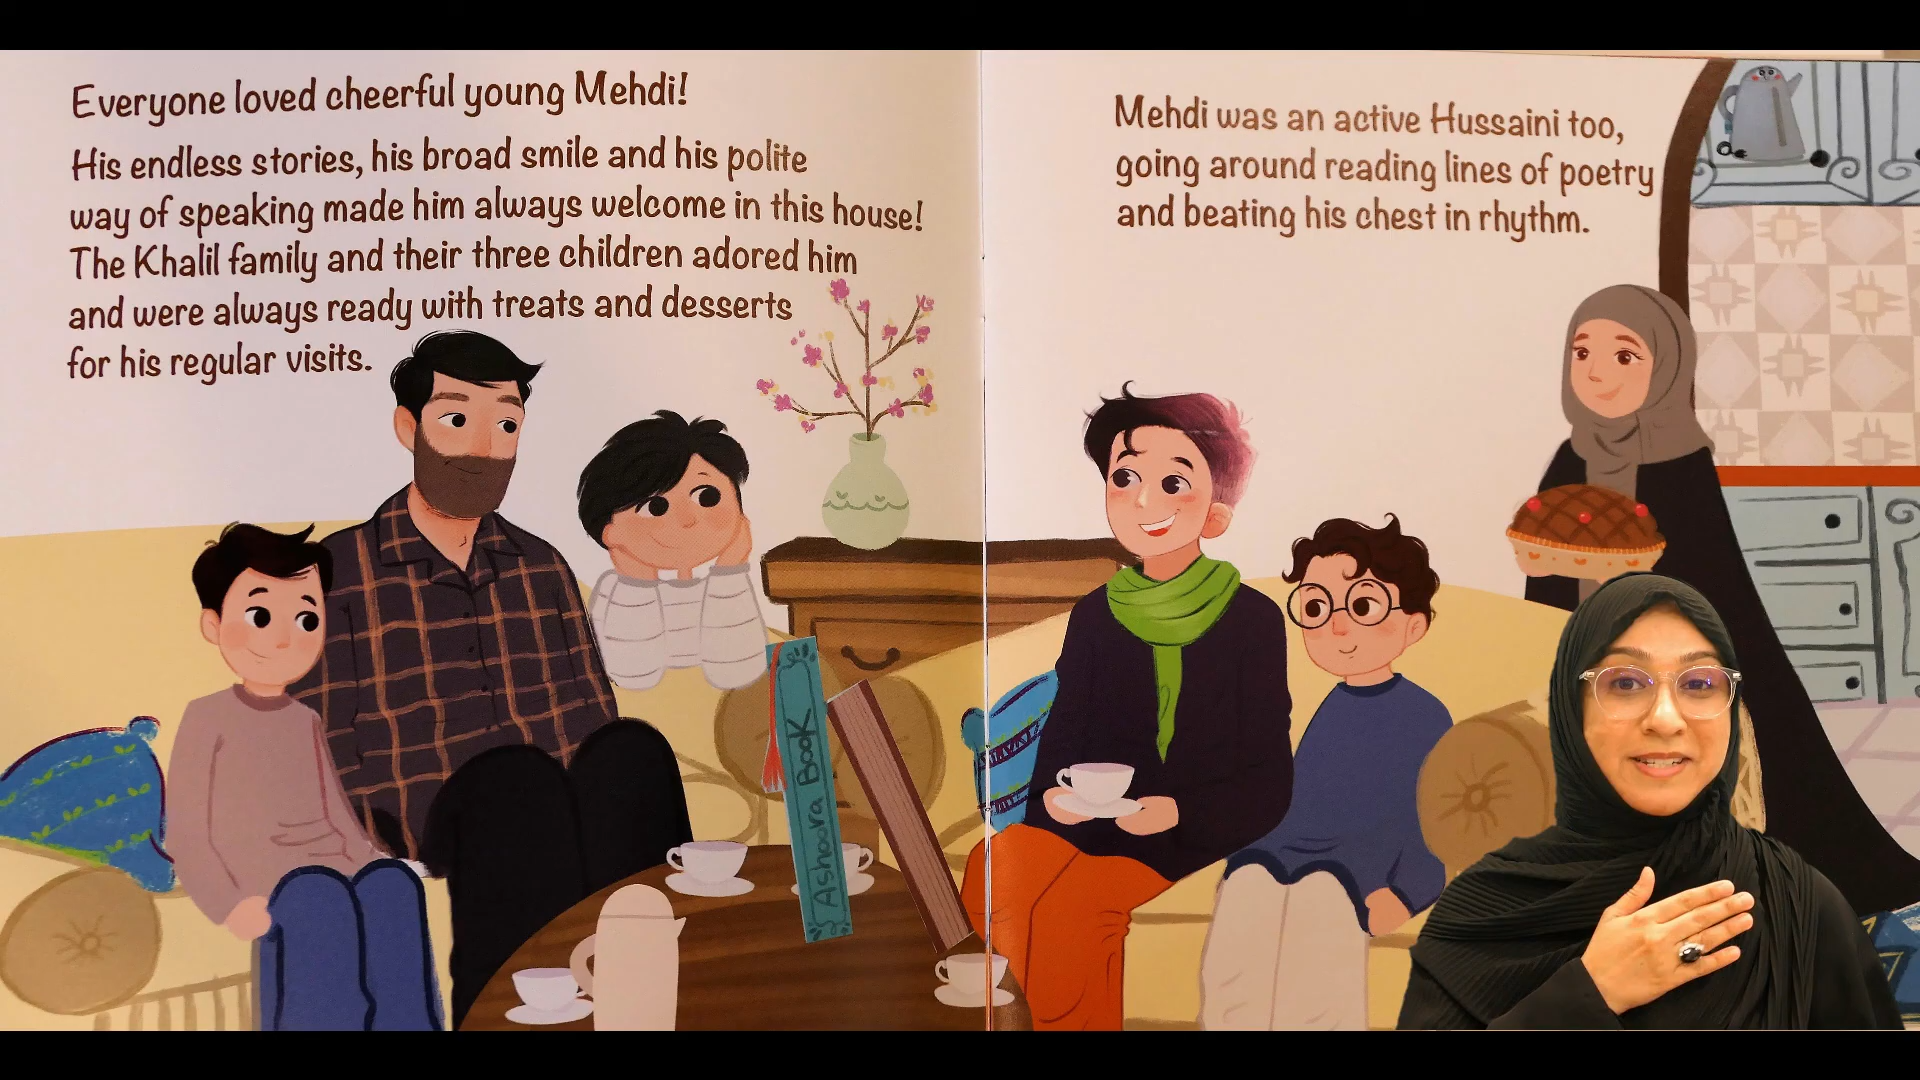 Everyone loved cheerful young Mehdi!
His endless stories, his broad smile and his polite
way of speaking made him always welcome in this house!
The Khalil family and their three children adored him
and were always ready with treats and desserts
for his regular visits.
Mehdi was an active Hussaini too,
going around reading lines of poetry
and beating his chest in rhythm.
Ashoora Book